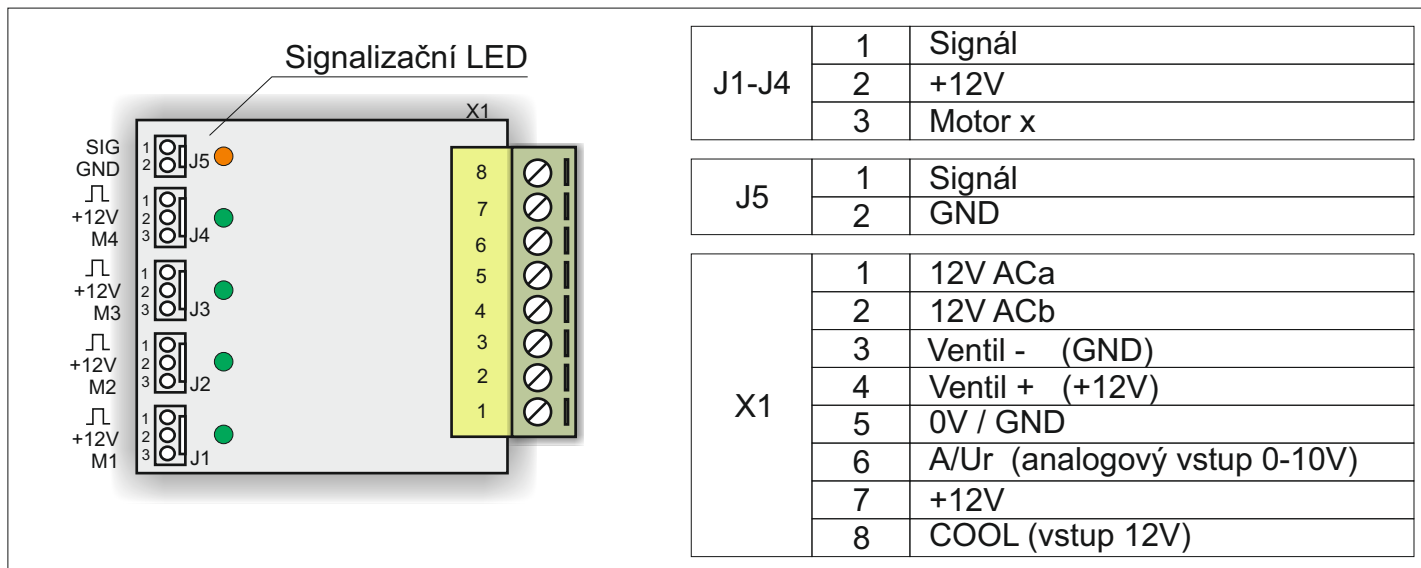 Signalizační LED
X1
SIG 1 J5
GND 2
1
+12V 2
M4 3 J4
1
+12V 2
M3 3 J3
1
+12V 2
M2 3 J2
1
+12V 2
M1 3 J1
8
7
6
5
4
3
2
1
J1-J4
1 Signál
2 +12V
3 Motor x
J5
1 Signál
2 GND
X1
1 12V ACa
2 12V ACb
3 Ventil - (GND)
4 Ventil + (+12V)
5 0V / GND
6 A/Ur (analogový vstup 0-10V)
7 +12V
8 COOL (vstup 12V)